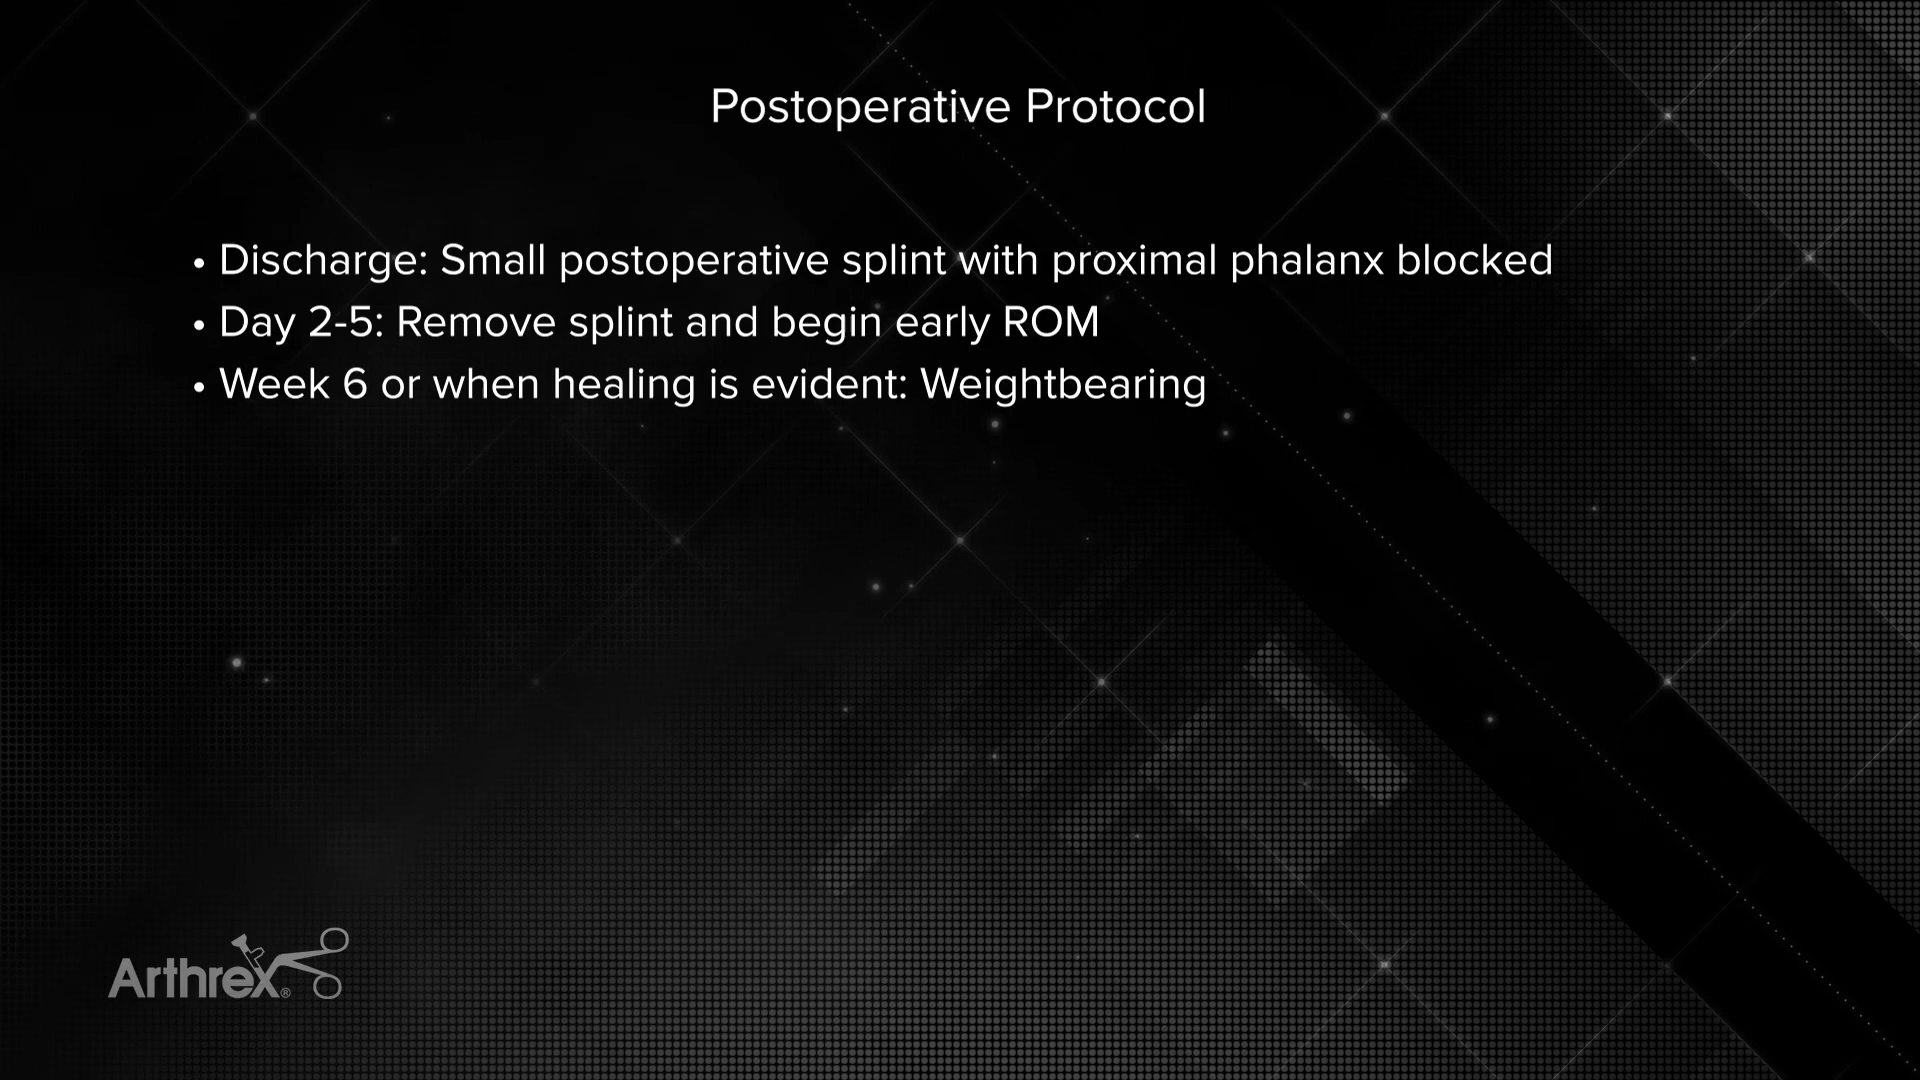 Postoperative Protocol
• Discharge: Small postoperative splint with proximal phalanx blocked
• Day 2-5: Remove splint and begin early ROM
• Week 6 or when healing is evident: Weightbearing
Arthrex®